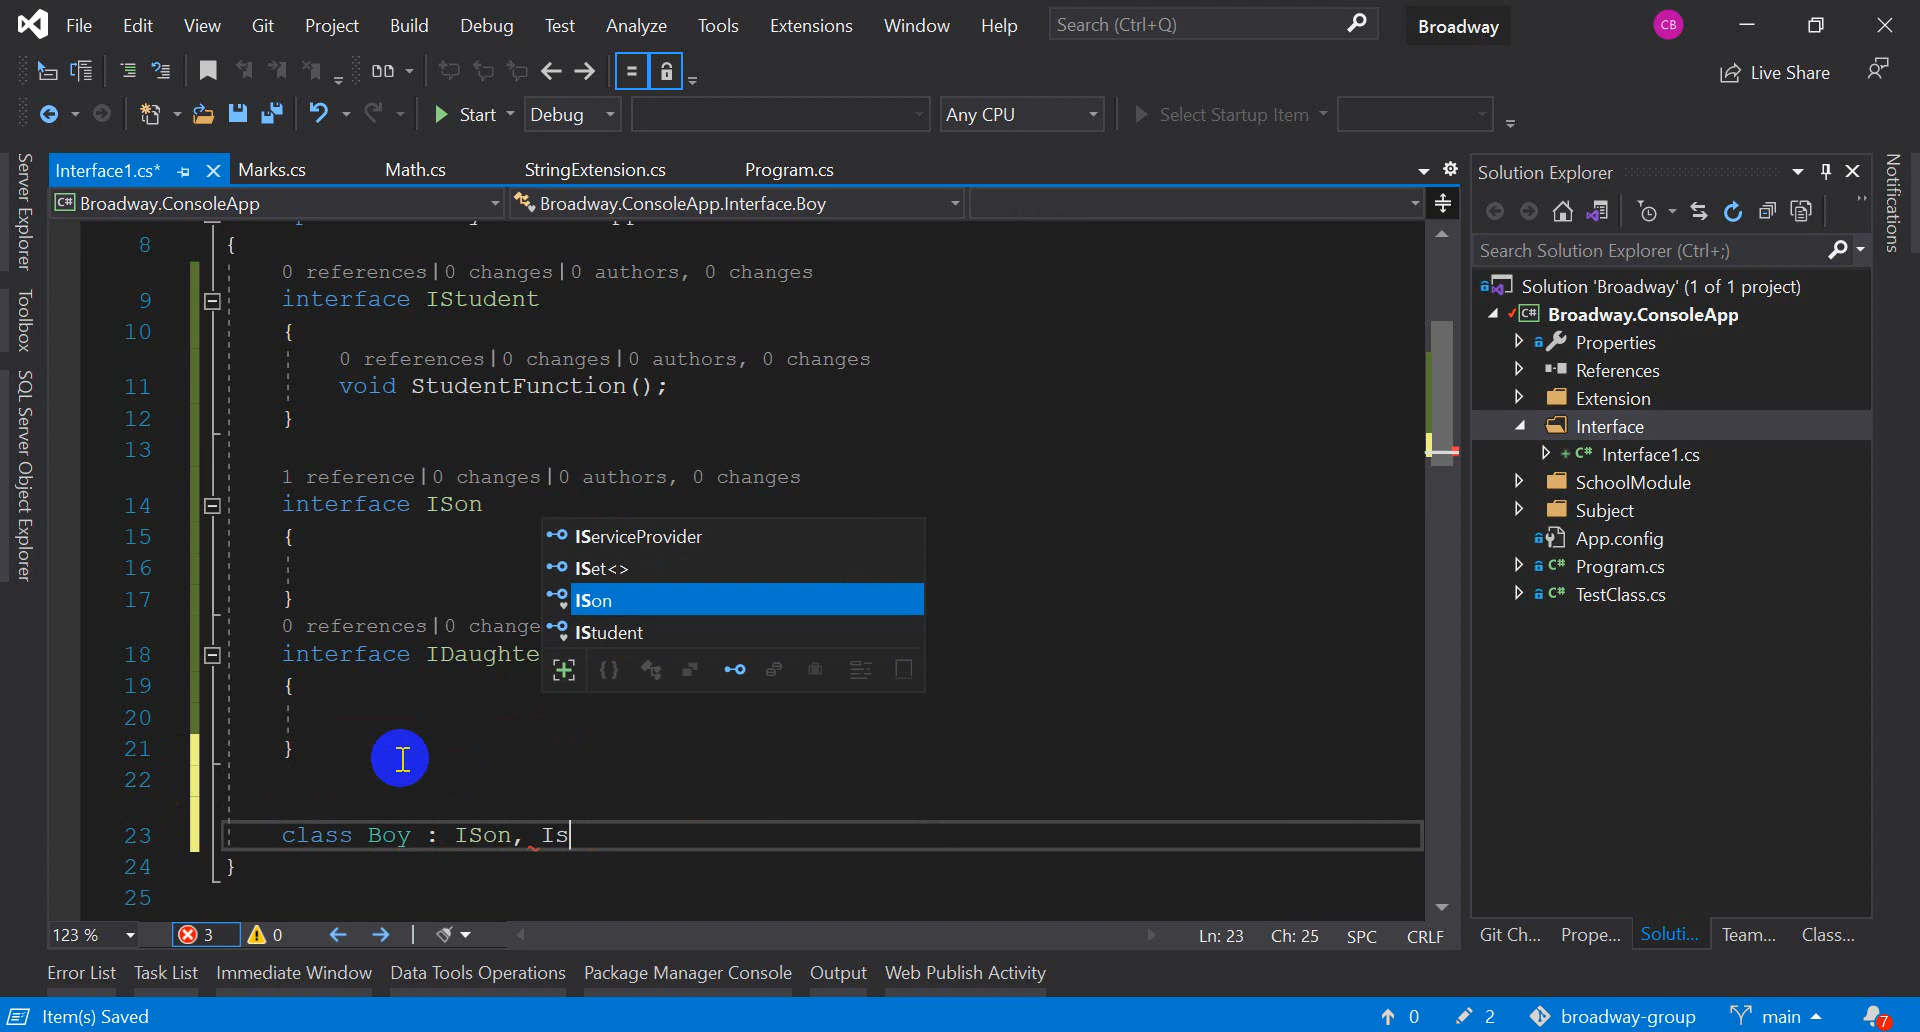 File Edit View Git Project Build Debug Test Analyze Tools Extensions Window Help Search (Ctrl+Q) Broadway CB
Live Share
Start Debug Any CPU Select Startup Item
Server Explorer
Toolbox
SQL Server Object Explorer
Interface1.cs* Marks.cs Math.cs StringExtension.cs Program.cs
C# Broadway.ConsoleApp Broadway.ConsoleApp.Interface.Boy
8 {
0 references|0 changes|0 authors, 0 changes
9 interface IStudent
10 {
0 references|0 changes|0 authors, 0 changes
11 void StudentFunction();
12 }
13
1 reference|0 changes|0 authors, 0 changes
14 interface ISon
15 {
16
17 }
0 references|0 change
18 interface IDaughte
19 {
20
21 }
22
23 class Boy : ISon, Is
24 }
25
IServiceProvider
ISet<>
ISon
IStudent
123 % 3 0 Ln: 23 Ch: 25 SPC CRLF
Solution Explorer
Search Solution Explorer (Ctrl+;)
Solution 'Broadway' (1 of 1 project)
C# Broadway.ConsoleApp
Properties
References
Extension
Interface
C# Interface1.cs
SchoolModule
Subject
App.config
C# Program.cs
C# TestClass.cs
Git Ch... Prope... Soluti... Team... Class...
Notifications
Error List Task List Immediate Window Data Tools Operations Package Manager Console Output Web Publish Activity
Item(s) Saved 0 2 broadway-group main 7